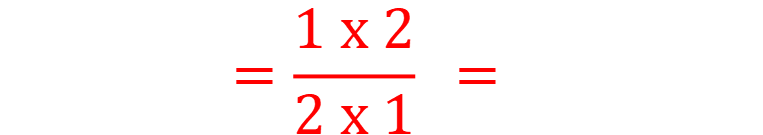 1 x 2
= =
2 x 1